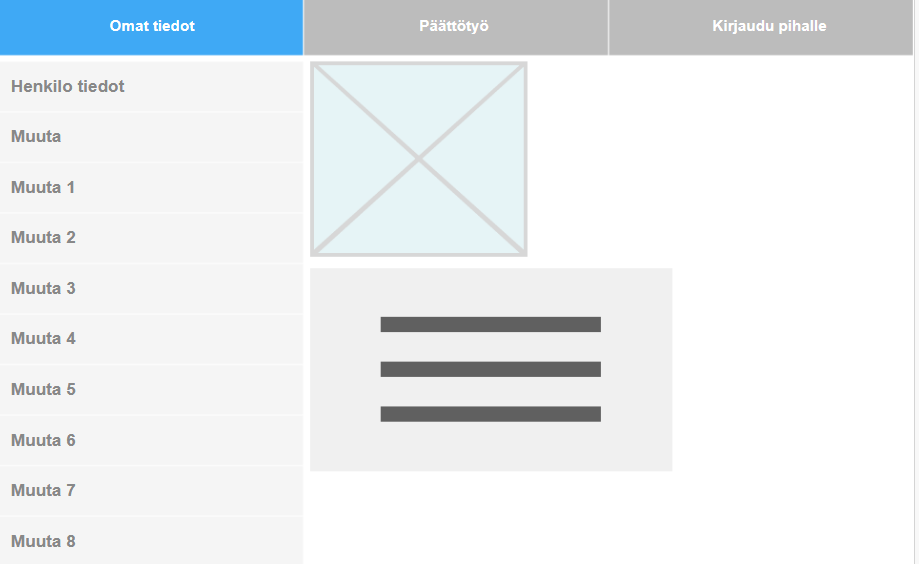 Omat tiedot
Päättötyö
Kirjaudu pihalle
Henkilo tiedot
Muuta
Muuta 1
Muuta 2
Muuta 3
Muuta 4
Muuta 5
Muuta 6
Muuta 7
Muuta 8